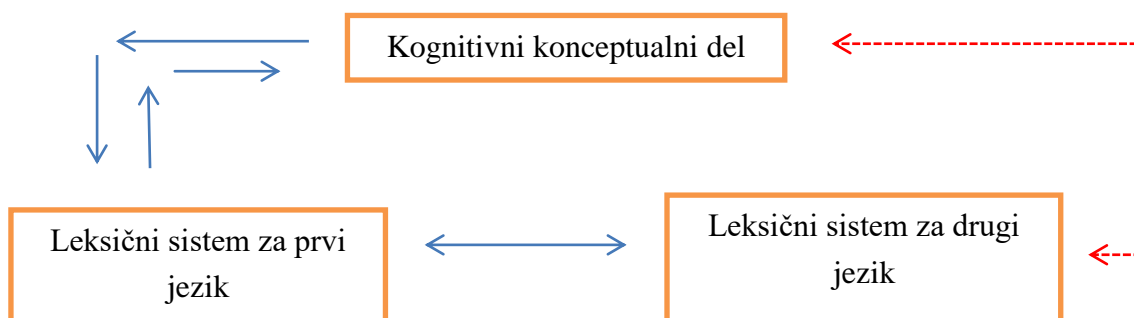 Kognitivni konceptualni del
Leksični sistem za prvi
jezik
Leksični sistem za drugi
jezik